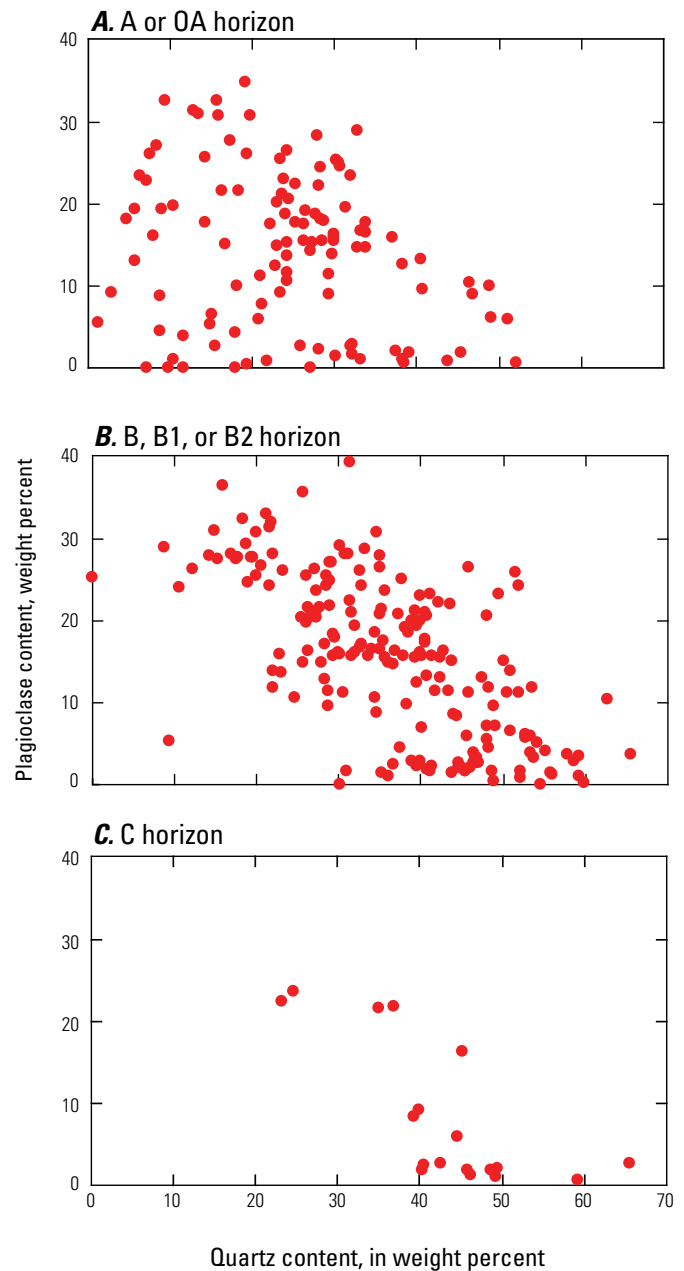 A. A or OA horizon
40
30
20
10
0
B. B, B1, or B2 horizon
40
30
20
10
0
Plagioclase content, weight percent
C. C horizon
40
30
20
10
0
0 10 20 30 40 50 60 70
Quartz content, in weight percent